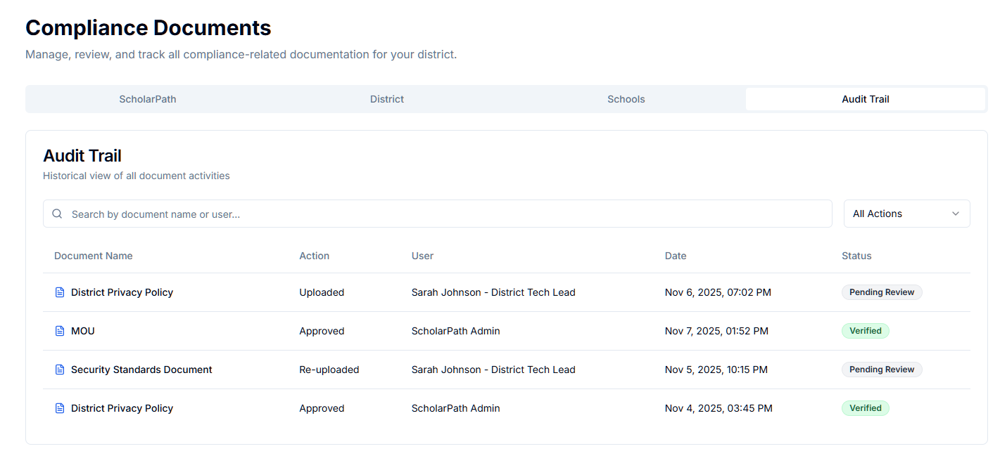 Compliance Documents
Manage, review, and track all compliance-related documentation for your district.
ScholarPath District Schools Audit Trail
Audit Trail
Historical view of all document activities
Search by document name or user... All Actions
Document Name Action User Date Status
District Privacy Policy Uploaded Sarah Johnson - District Tech Lead Nov 6, 2025, 07:02 PM Pending Review
MOU Approved ScholarPath Admin Nov 7, 2025, 01:52 PM Verified
Security Standards Document Re-uploaded Sarah Johnson - District Tech Lead Nov 5, 2025, 10:15 PM Pending Review
District Privacy Policy Approved ScholarPath Admin Nov 4, 2025, 03:45 PM Verified